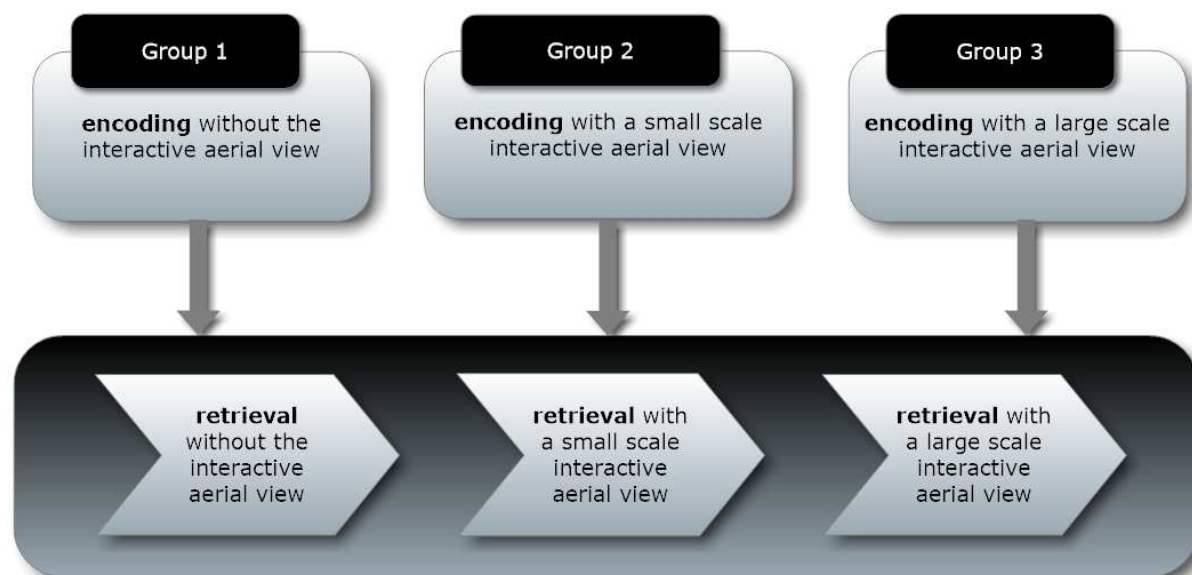 Group 1
encoding without the
interactive aerial view
Group 2
encoding with a small scale
interactive aerial view
Group 3
encoding with a large scale
interactive aerial view
retrieval
without the
interactive
aerial view
retrieval with
a small scale
interactive
aerial view
retrieval with
a large scale
interactive
aerial view